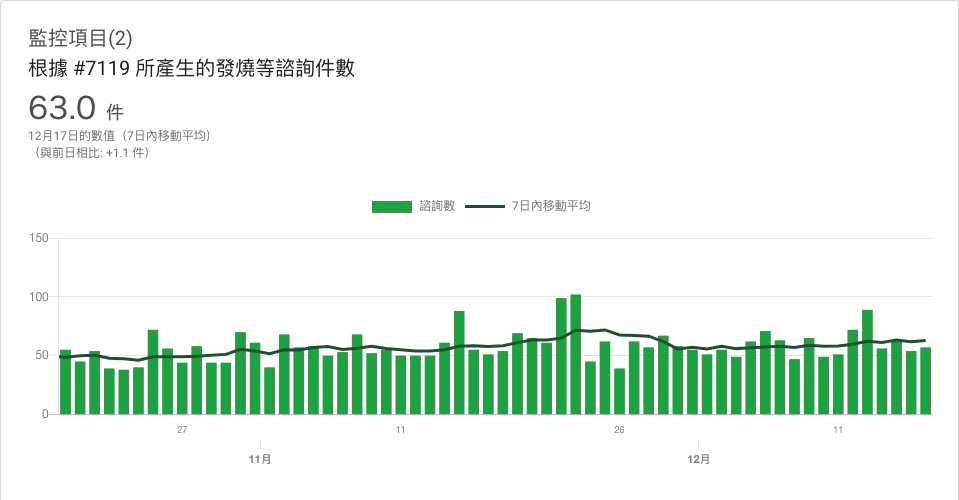 監控項目(2)
根據 #7119 所產生的發燒等諮詢件數
63.0 件
12月17日的數值（7日內移動平均）
（與前日相比: +1.1 件）
諮詢數 7日內移動平均
150
100
50
0
27 11 26 11
11月 12月